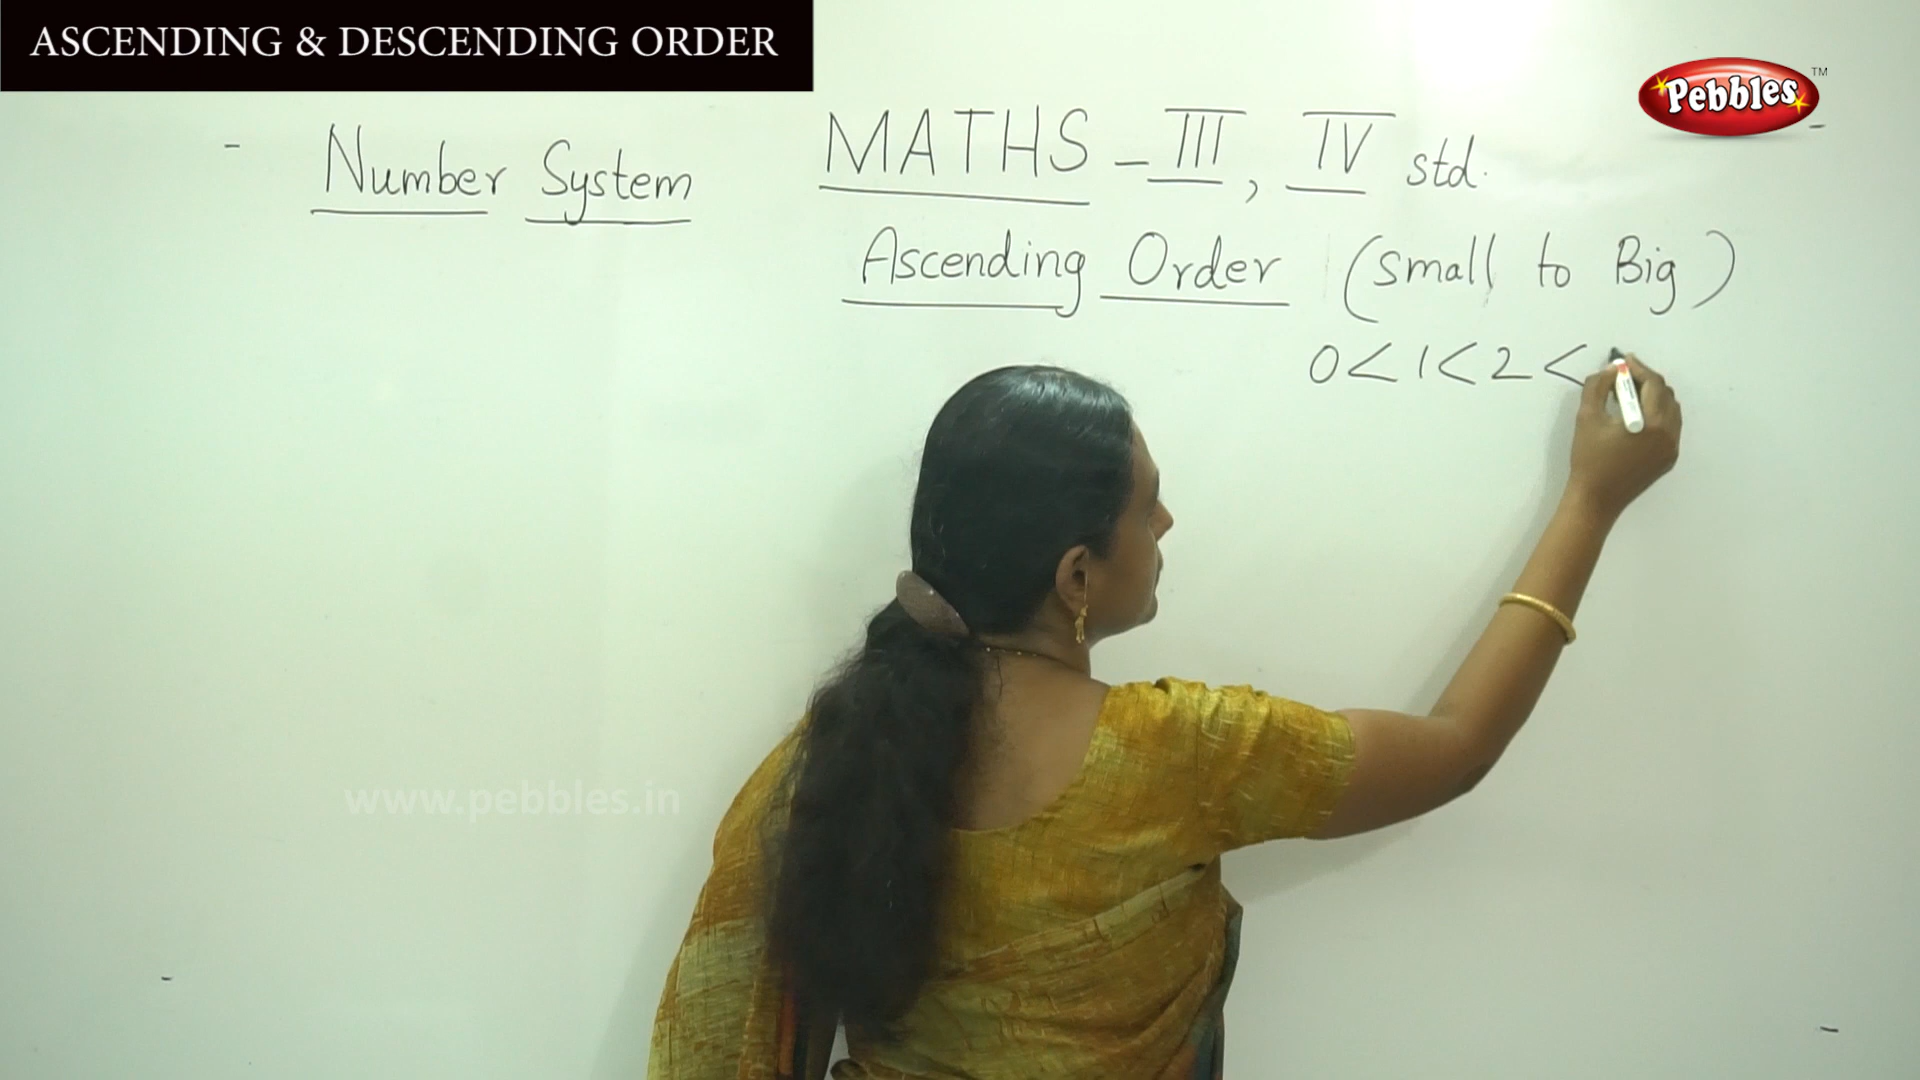 ASCENDING & DESCENDING ORDER
Pebbles™
Number System
MATHS - III, IV std.
Ascending Order (small to Big)
0 < 1 < 2 <
www.pebbles.in